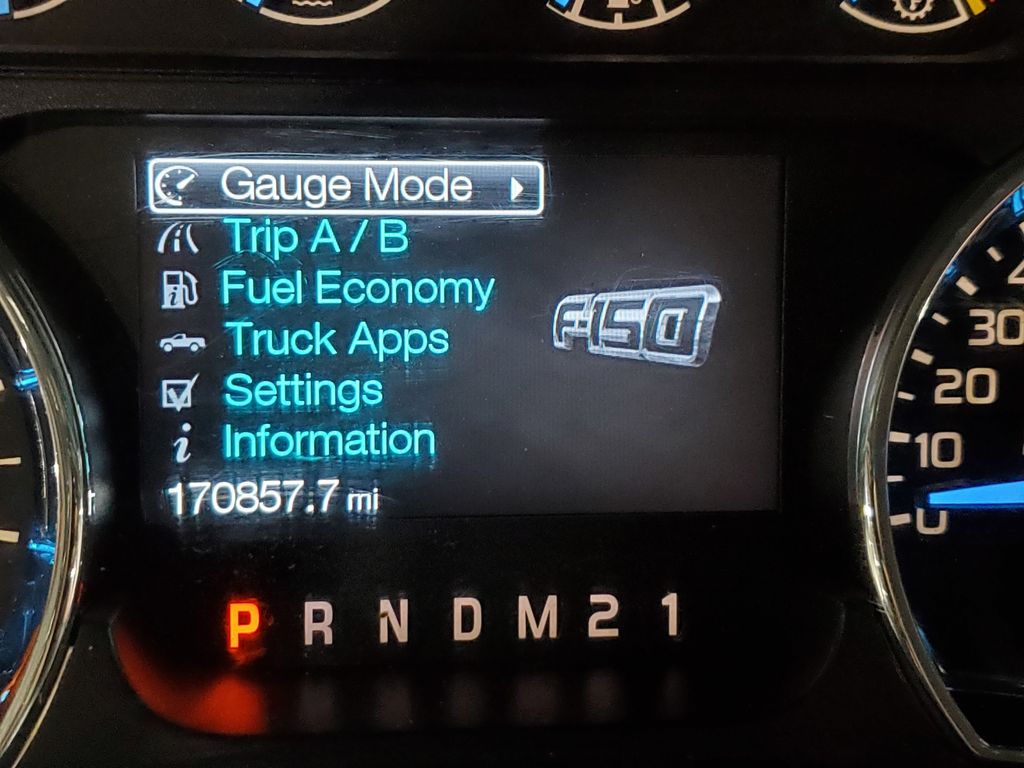 Gauge Mode
Trip A / B
Fuel Economy
Truck Apps
Settings
Information
170857.7 mi
F-150
P R N D M 2 1
30
20
10
0